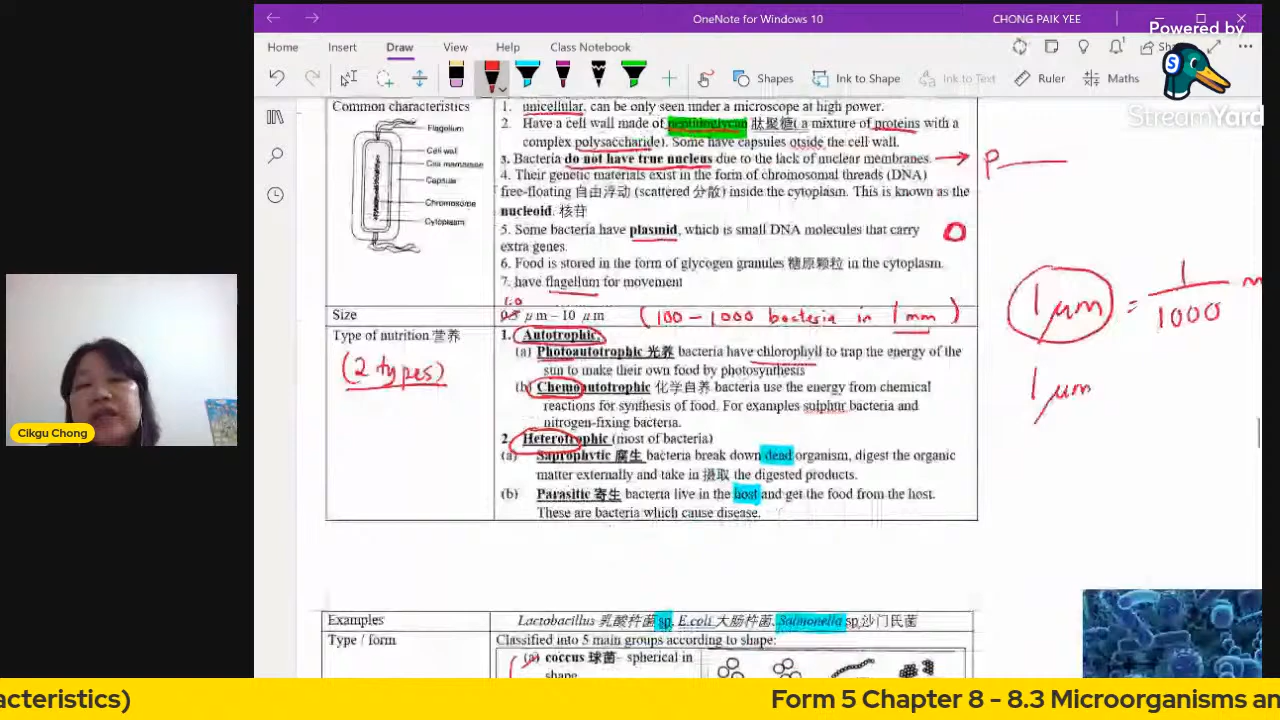 OneNote for Windows 10
CHONG PAIK YEE
Powered by
StreamYard
Home Insert Draw View Help Class Notebook
Shapes Ink to Shape Ink to Text Ruler Maths
Common characteristics
Flagellum
Cell wall
Cell membrane
Capsule
Chromosome
Cytoplasm
1. unicellular, can be only seen under a microscope at high power.
2. Have a cell wall made of peptidoglycan 肽聚糖( a mixture of proteins with a
complex polysaccharide). Some have capsules otside the cell wall.
3. Bacteria do not have true nucleus due to the lack of nuclear membranes. → P
4. Their genetic materials exist in the form of chromosomal threads (DNA)
free-floating 自由浮动 (scattered 分散) inside the cytoplasm. This is known as the
nucleoid. 核苷
5. Some bacteria have plasmid, which is small DNA molecules that carry
extra genes.
6. Food is stored in the form of glycogen granules 糖原颗粒 in the cytoplasm.
7. have flagellum for movement
Size
1.0
0.5 μm – 10 μm (100 - 1000 bacteria in 1 mm)
1 μm = 1/1000 m
1 μm
Type of nutrition 营养
(2 types)
1. Autotrophic,
(a) Photoautotrophic 光养 bacteria have chlorophyll to trap the energy of the
sun to make their own food by photosynthesis
(b) Chemoautotrophic 化学自养 bacteria use the energy from chemical
reactions for synthesis of food. For examples sulphur bacteria and
nitrogen-fixing bacteria.
2. Heterotrophic (most of bacteria)
(a) Saprophytic 腐生 bacteria break down dead organism, digest the organic
matter externally and take in 摄取 the digested products.
(b) Parasitic 寄生 bacteria live in the host and get the food from the host.
These are bacteria which cause disease.
Cikgu Chong
Examples
Lactobacillus 乳酸杵菌 sp, E.coli 大肠杵菌, Salmonella sp,沙门氏菌
Type / form
Classified into 5 main groups according to shape:
(a) coccus 球菌– spherical in
shape
acteristics) Form 5 Chapter 8 - 8.3 Microorganisms an